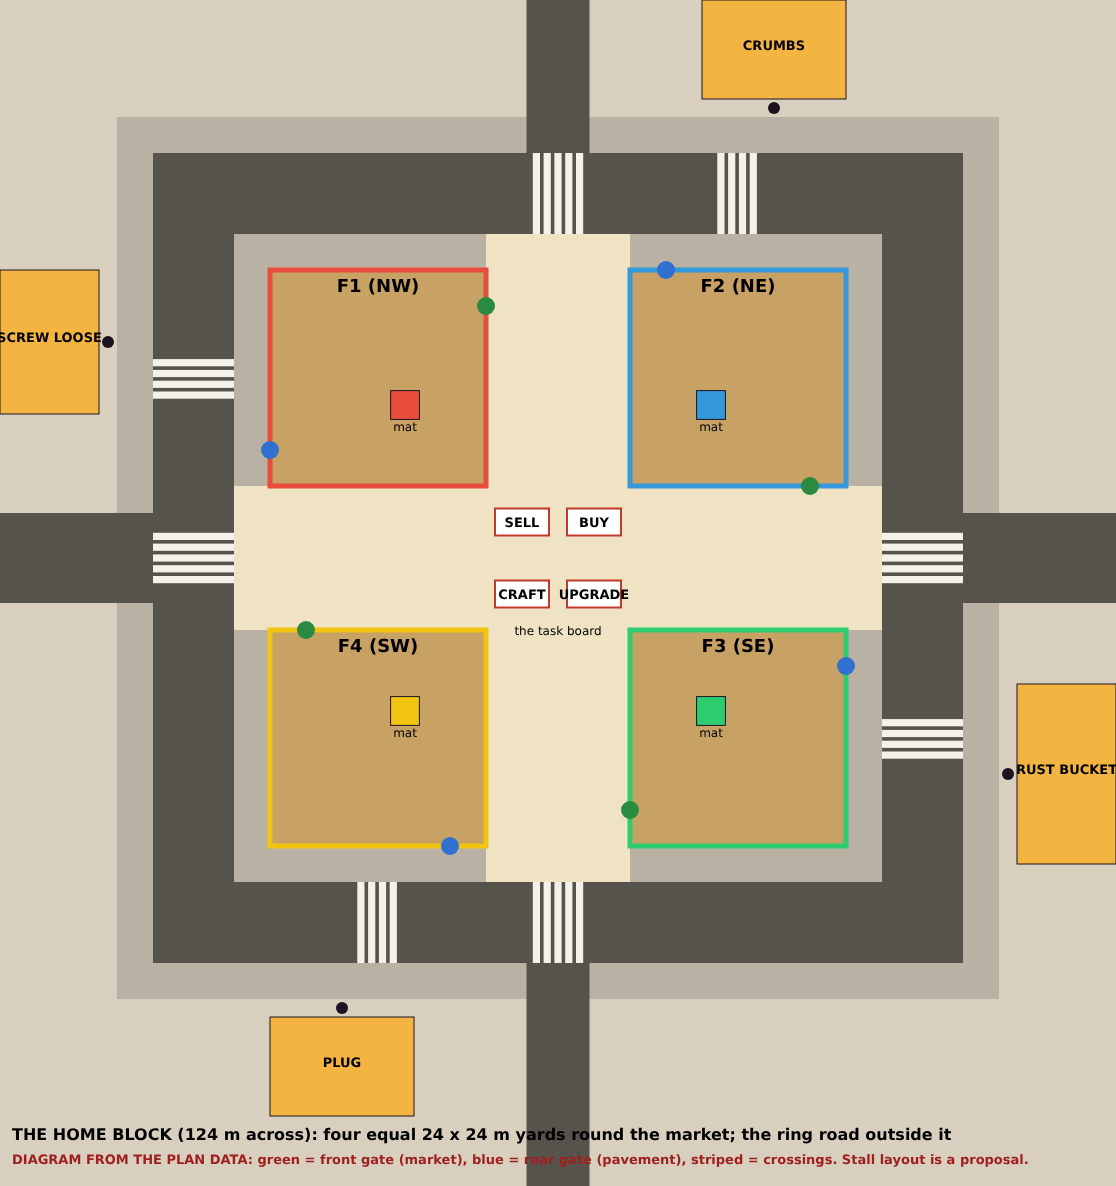 CRUMBS
F1 (NW)
F2 (NE)
SCREW LOOSE
mat
mat
SELL
BUY
CRAFT
UPGRADE
the task board
F4 (SW)
F3 (SE)
mat
mat
RUST BUCKET
PLUG
THE HOME BLOCK (124 m across): four equal 24 x 24 m yards round the market; the ring road outside it
DIAGRAM FROM THE PLAN DATA: green = front gate (market), blue = rear gate (pavement), striped = crossings. Stall layout is a proposal.